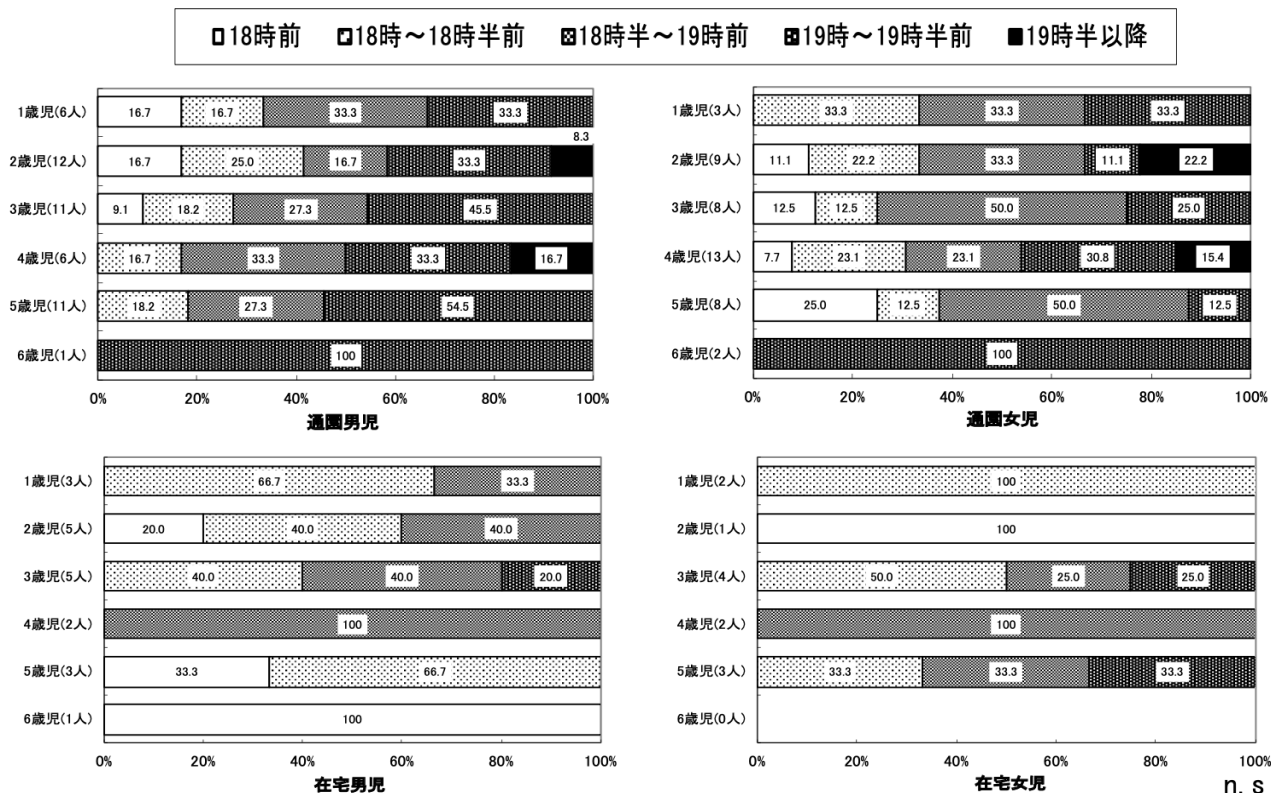 18時前 18時～18時半前 18時半～19時前 19時～19時半前 19時半以降
1歳児(6人) 16.7 16.7 33.3 33.3
8.3
2歳児(12人) 16.7 25.0 16.7 33.3
3歳児(11人) 9.1 18.2 27.3 45.5
4歳児(6人) 16.7 33.3 33.3 16.7
5歳児(11人) 18.2 27.3 54.5
6歳児(1人) 100
0% 20% 40% 60% 80% 100%
通園男児
1歳児(3人) 33.3 33.3 33.3
2歳児(9人) 11.1 22.2 33.3 11.1 22.2
3歳児(8人) 12.5 12.5 50.0 25.0
4歳児(13人) 7.7 23.1 23.1 30.8 15.4
5歳児(8人) 25.0 12.5 50.0 12.5
6歳児(2人) 100
0% 20% 40% 60% 80% 100%
通園女児
1歳児(3人) 66.7 33.3
2歳児(5人) 20.0 40.0 40.0
3歳児(5人) 40.0 40.0 20.0
4歳児(2人) 100
5歳児(3人) 33.3 66.7
6歳児(1人) 100
0% 20% 40% 60% 80% 100%
在宅男児
1歳児(2人) 100
2歳児(1人) 100
3歳児(4人) 50.0 25.0 25.0
4歳児(2人) 100
5歳児(3人) 33.3 33.3 33.3
6歳児(0人)
0% 20% 40% 60% 80% 100%
在宅女児
n. s